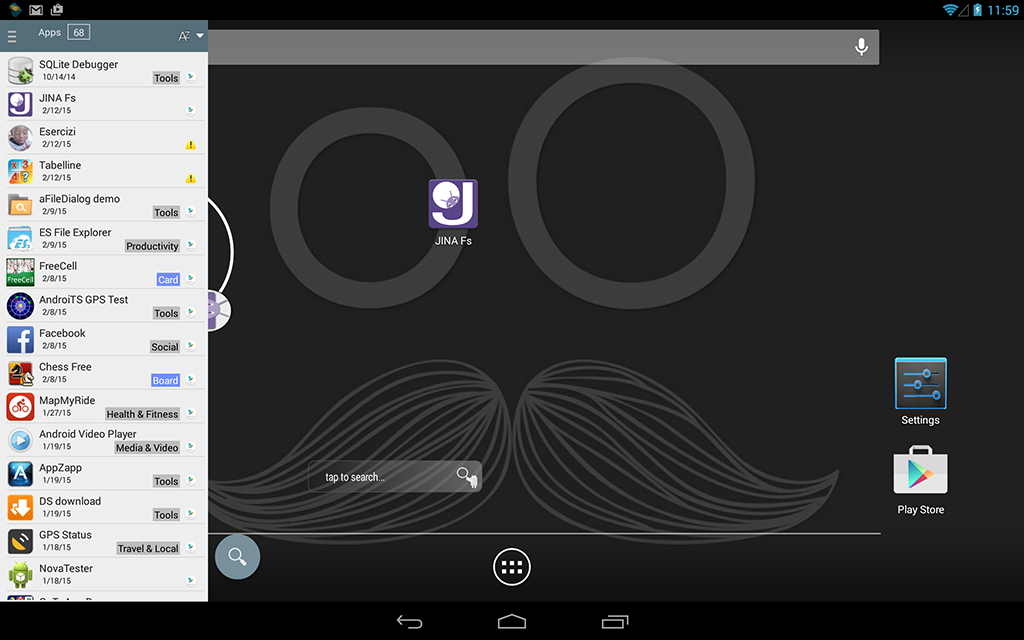 11:59
Apps 68
AZ
SQLite Debugger
10/14/14 Tools
JINA Fs
2/12/15
Esercizi
2/12/15
Tabelline
2/12/15
aFileDialog demo
2/9/15 Tools
ES File Explorer
2/9/15 Productivity
FreeCell
2/8/15 Card
AndroiTS GPS Test
2/8/15 Tools
Facebook
2/8/15 Social
Chess Free
2/8/15 Board
MapMyRide
1/27/15 Health & Fitness
Android Video Player
1/19/15 Media & Video
AppZapp
1/19/15 Tools
DS download
1/19/15 Tools
GPS Status
1/18/15 Travel & Local
NovaTester
1/18/15
JINA Fs
tap to search...
Settings
Play Store